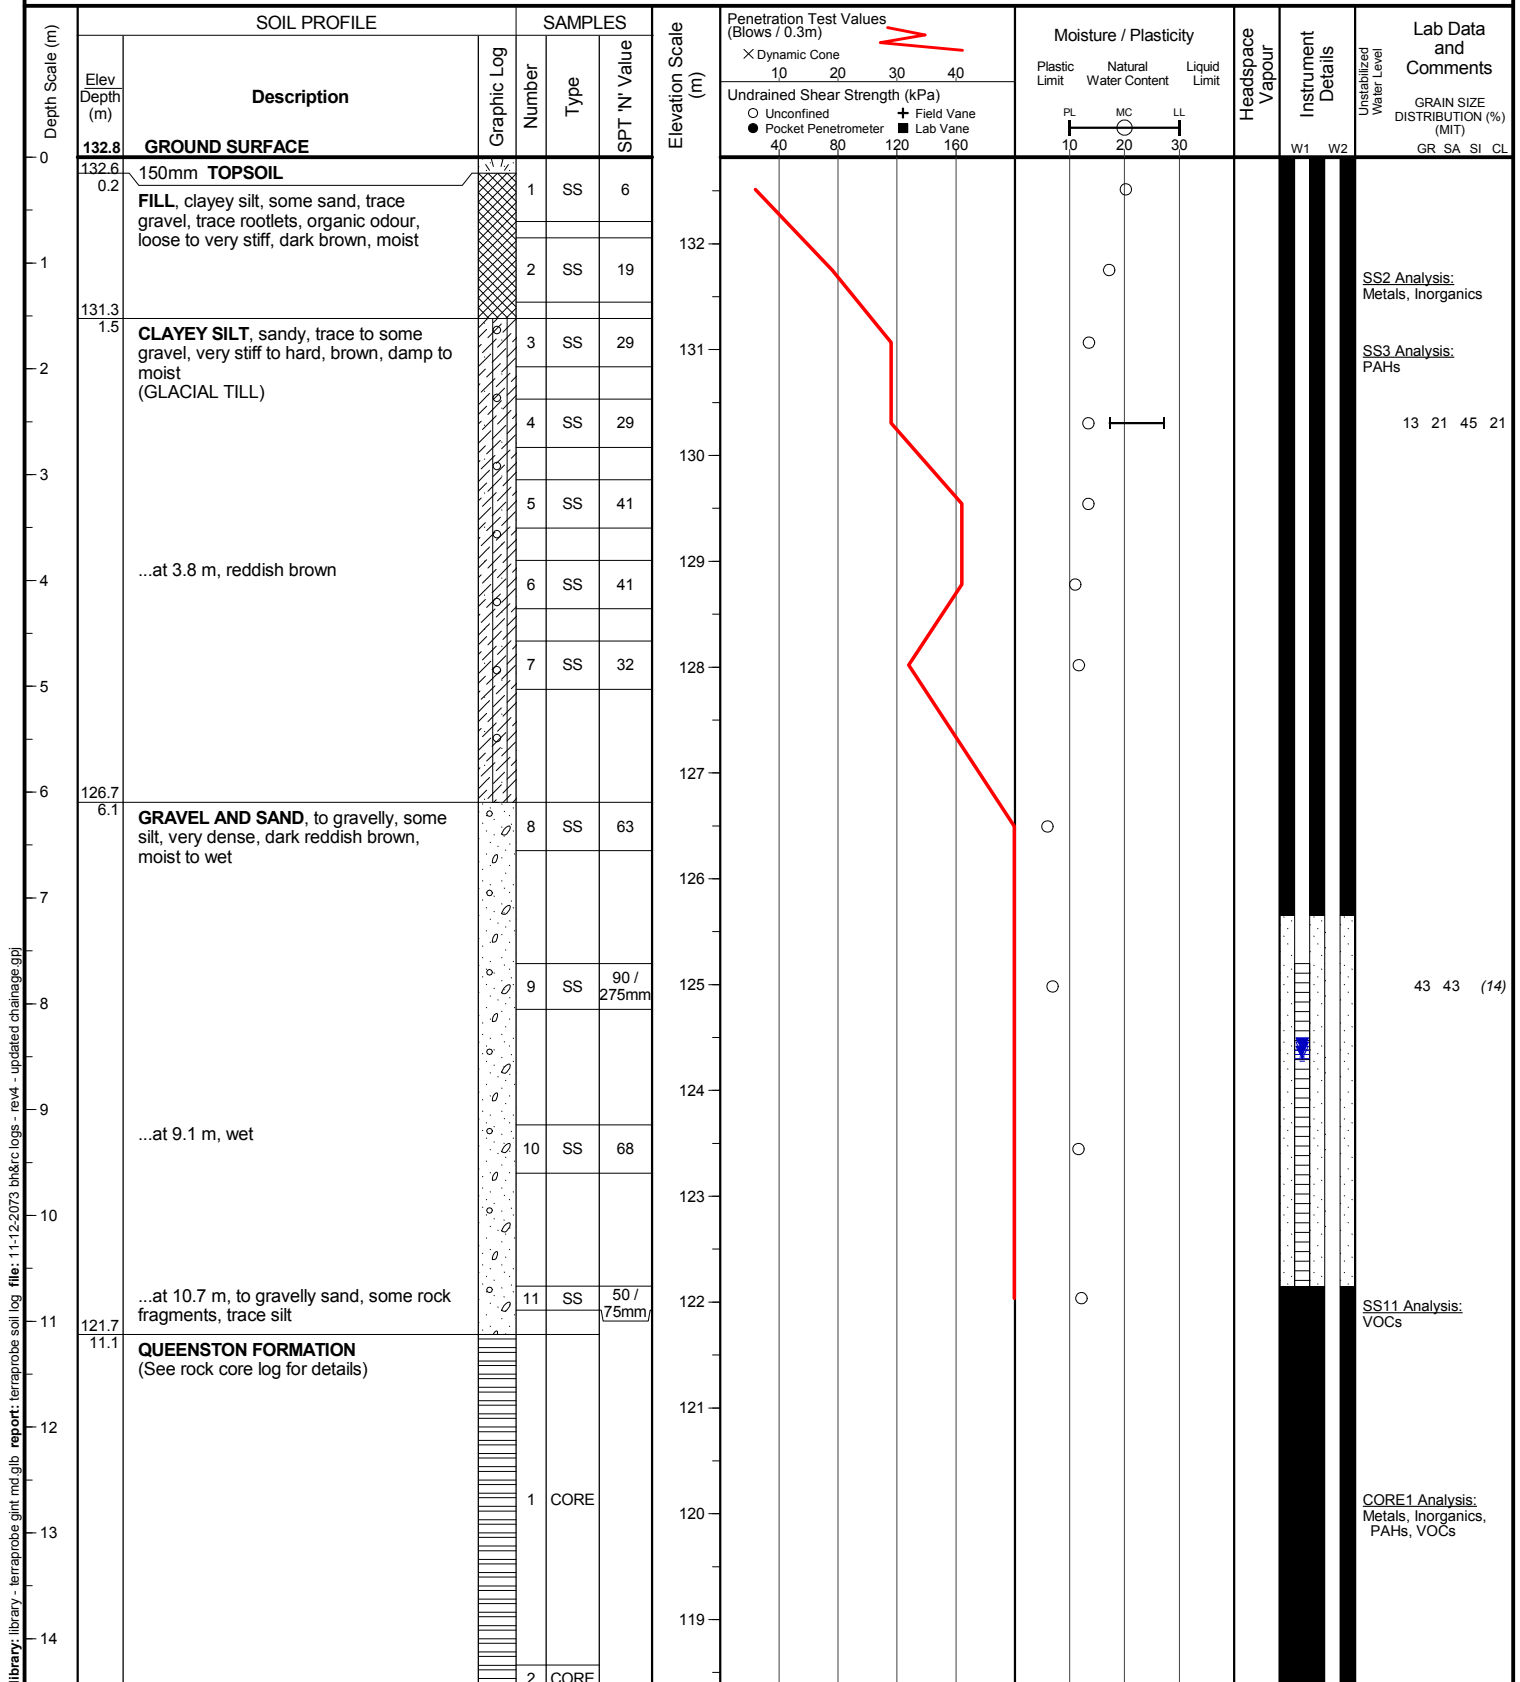 SOIL PROFILE
SAMPLES
Depth Scale (m)
Elev
Depth
(m)
Description
Graphic Log
Number
Type
SPT 'N' Value
Elevation Scale
(m)
Penetration Test Values
(Blows / 0.3m)
Dynamic Cone
10 20 30 40
Undrained Shear Strength (kPa)
Unconfined
Field Vane
Pocket Penetrometer
Lab Vane
40 80 120 160
Moisture / Plasticity
Plastic
Limit
Natural
Water Content
Liquid
Limit
PL MC LL
10 20 30
Headspace
Vapour
Instrument
Details
W1 W2
Unstabilized
Water Level
Lab Data
and
Comments
GRAIN SIZE
DISTRIBUTION (%)
(MIT)
GR SA SI CL
132.8 GROUND SURFACE
0
132.6
0.2
150mm TOPSOIL
FILL, clayey silt, some sand, trace
gravel, trace rootlets, organic odour,
loose to very stiff, dark brown, moist
1 SS 6
132
1
2 SS 19
SS2 Analysis:
Metals, Inorganics
131.3
1.5
CLAYEY SILT, sandy, trace to some
gravel, very stiff to hard, brown, damp to
moist
(GLACIAL TILL)
3 SS 29
131
SS3 Analysis:
PAHs
2
4 SS 29
13 21 45 21
130
3
5 SS 41
129
...at 3.8 m, reddish brown
4
6 SS 41
128
7 SS 32
5
127
6
126.7
6.1
GRAVEL AND SAND, to gravelly, some
silt, very dense, dark reddish brown,
moist to wet
8 SS 63
126
7
9 SS 90 /
275mm
125
43 43 (14)
8
124
9
...at 9.1 m, wet
10 SS 68
123
10
...at 10.7 m, to gravelly sand, some rock
fragments, trace silt
11 SS 50 /
75mm
122
SS11 Analysis:
VOCs
11
121.7
11.1
QUEENSTON FORMATION
(See rock core log for details)
121
12
1 CORE
120
CORE1 Analysis:
Metals, Inorganics,
PAHs, VOCs
13
119
14
2 CORE
library: library - terraprobe gint md.glb report: terraprobe soil log file: 11-12-2073 bh&rc logs - rev4 - updated chainage.gpj